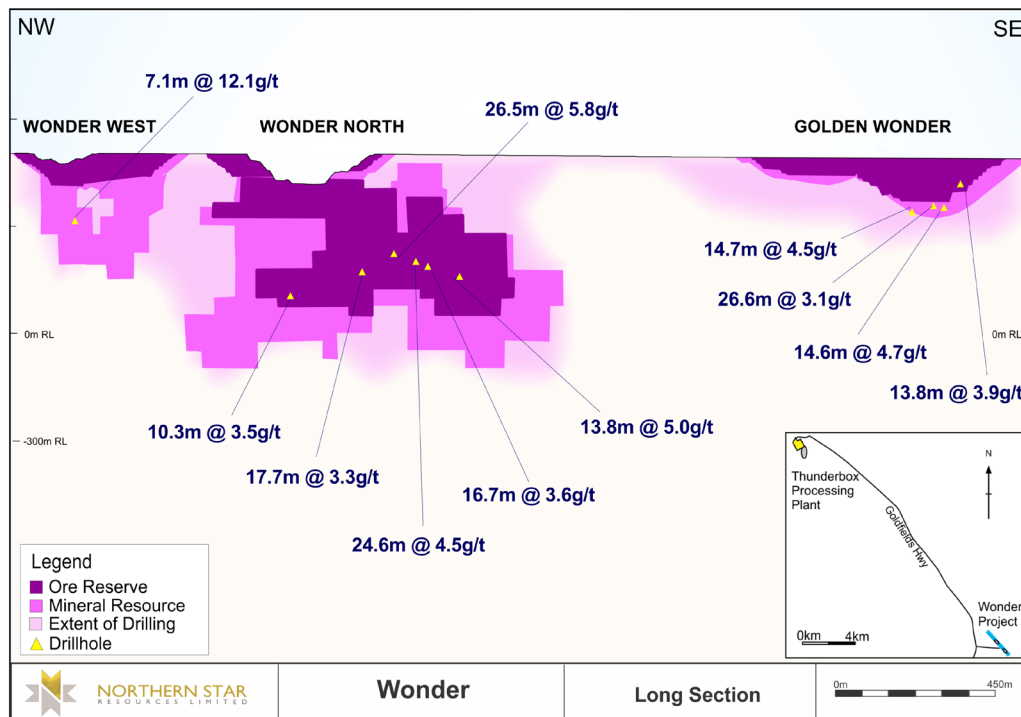 NW
SE
7.1m @ 12.1g/t
26.5m @ 5.8g/t
WONDER WEST
WONDER NORTH
GOLDEN WONDER
14.7m @ 4.5g/t
26.6m @ 3.1g/t
0m RL
0m RL
14.6m @ 4.7g/t
13.8m @ 3.9g/t
10.3m @ 3.5g/t
13.8m @ 5.0g/t
-300m RL
17.7m @ 3.3g/t
16.7m @ 3.6g/t
24.6m @ 4.5g/t
N
Thunderbox
Processing
Plant
Goldfields Hwy
Wonder
Project
0km 4km
Legend
Ore Reserve
Mineral Resource
Extent of Drilling
Drillhole
NORTHERN STAR
RESOURCES LIMITED
Wonder
Long Section
0m 450m